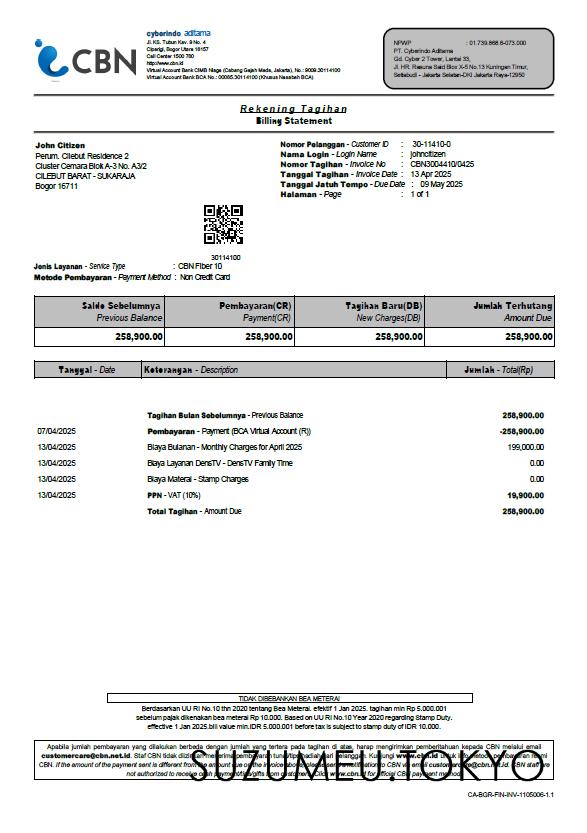 CBN
cyberindo aditama
Jl. KS. Tubun Kav. 9 No. 4
Ciparigi, Bogor Utara 16157
Call Center 1500 780
http://www.cbn.id
Virtual Account Bank CIMB Niaga (Cabang Gajah Mada, Jakarta), No.: 9009.30114100
Virtual Account Bank BCA No : 00065.30114100 (Khusus Nasabah BCA)
NPWP : 01.739.868.6-073.000
PT. Cyberindo Aditama
Gd. Cyber 2 Tower, Lantai 33,
Jl. HR. Rasuna Said Blox X-5 No.13 Kuningan Timur,
Setiabudi - Jakarta Selatan-DKI Jakarta Raya-12950
Rekening Tagihan
Billing Statement
John Citizen
Perum. Cilebut Residence 2
Cluster Cemara Blok A-3 No. A3/2
CILEBUT BARAT - SUKARAJA
Bogor 16711
Nomor Pelanggan - Customer ID : 30-11410-0
Nama Login - Login Name : johncitizen
Nomor Tagihan - Invoice No : CBN3004410/0425
Tanggal Tagihan - Invoice Date : 13 Apr 2025
Tanggal Jatuh Tempo - Due Date : 09 May 2025
Halaman - Page : 1 of 1
30114100
Jenis Layanan - Service Type : CBN Fiber 10
Metode Pembayaran - Payment Method : Non Credit Card
Saldo Sebelumnya Pembayaran(CR) Tagihan Baru(DB) Jumlah Terhutang
Previous Balance Payment(CR) New Charges(DB) Amount Due
258,900.00 258,900.00 258,900.00 258,900.00
Tanggal - Date Keterangan - Description Jumlah - Total(Rp)
Tagihan Bulan Sebelumnya - Previous Balance 258,900.00
07/04/2025 Pembayaran - Payment (BCA Virtual Account (R)) -258,900.00
13/04/2025 Biaya Bulanan - Monthly Charges for April 2025 199,000.00
13/04/2025 Biaya Layanan DensTV - DensTV Family Time 0.00
13/04/2025 Biaya Materai - Stamp Charges 0.00
13/04/2025 PPN - VAT (10%) 19,900.00
Total Tagihan - Amount Due 258,900.00
TIDAK DIBEBANKAN BEA METERAI
Berdasarkan UU RI No.10 thn 2020 tentang Bea Meterai. efektif 1 Jan 2025. tagihan min Rp 5.000.001
sebelum pajak dikenakan bea meterai Rp 10.000. Based on UU RI No.10 Year 2020 regarding Stamp Duty.
effective 1 Jan 2025.bill value min.IDR 5.000.001 before tax is subject to stamp duty of IDR 10.000.
Apabila jumlah pembayaran yang dilakukan berbeda dengan jumlah yang tertera pada tagihan di atas, harap mengirimkan pemberitahuan kepada CBN melalui email
customercare@cbn.net.id. Staf CBN tidak diizinkan menerima pembayaran tunai/tip/hadiah dari pelanggan. Kunjungi www.cbn.id untuk info metode pembayaran resmi
CBN. If the amount of the payment sent is different from the amount due on the invoice above, please send notification to CBN via email customercare@cbn.net.id. CBN staff are
not authorized to receive cash payment/tips/gifts from customers. Click www.cbn.id for official CBN payment methods.
SUZUMEU.TOKYO
CA-BGR-FIN-INV-1105006-1.1